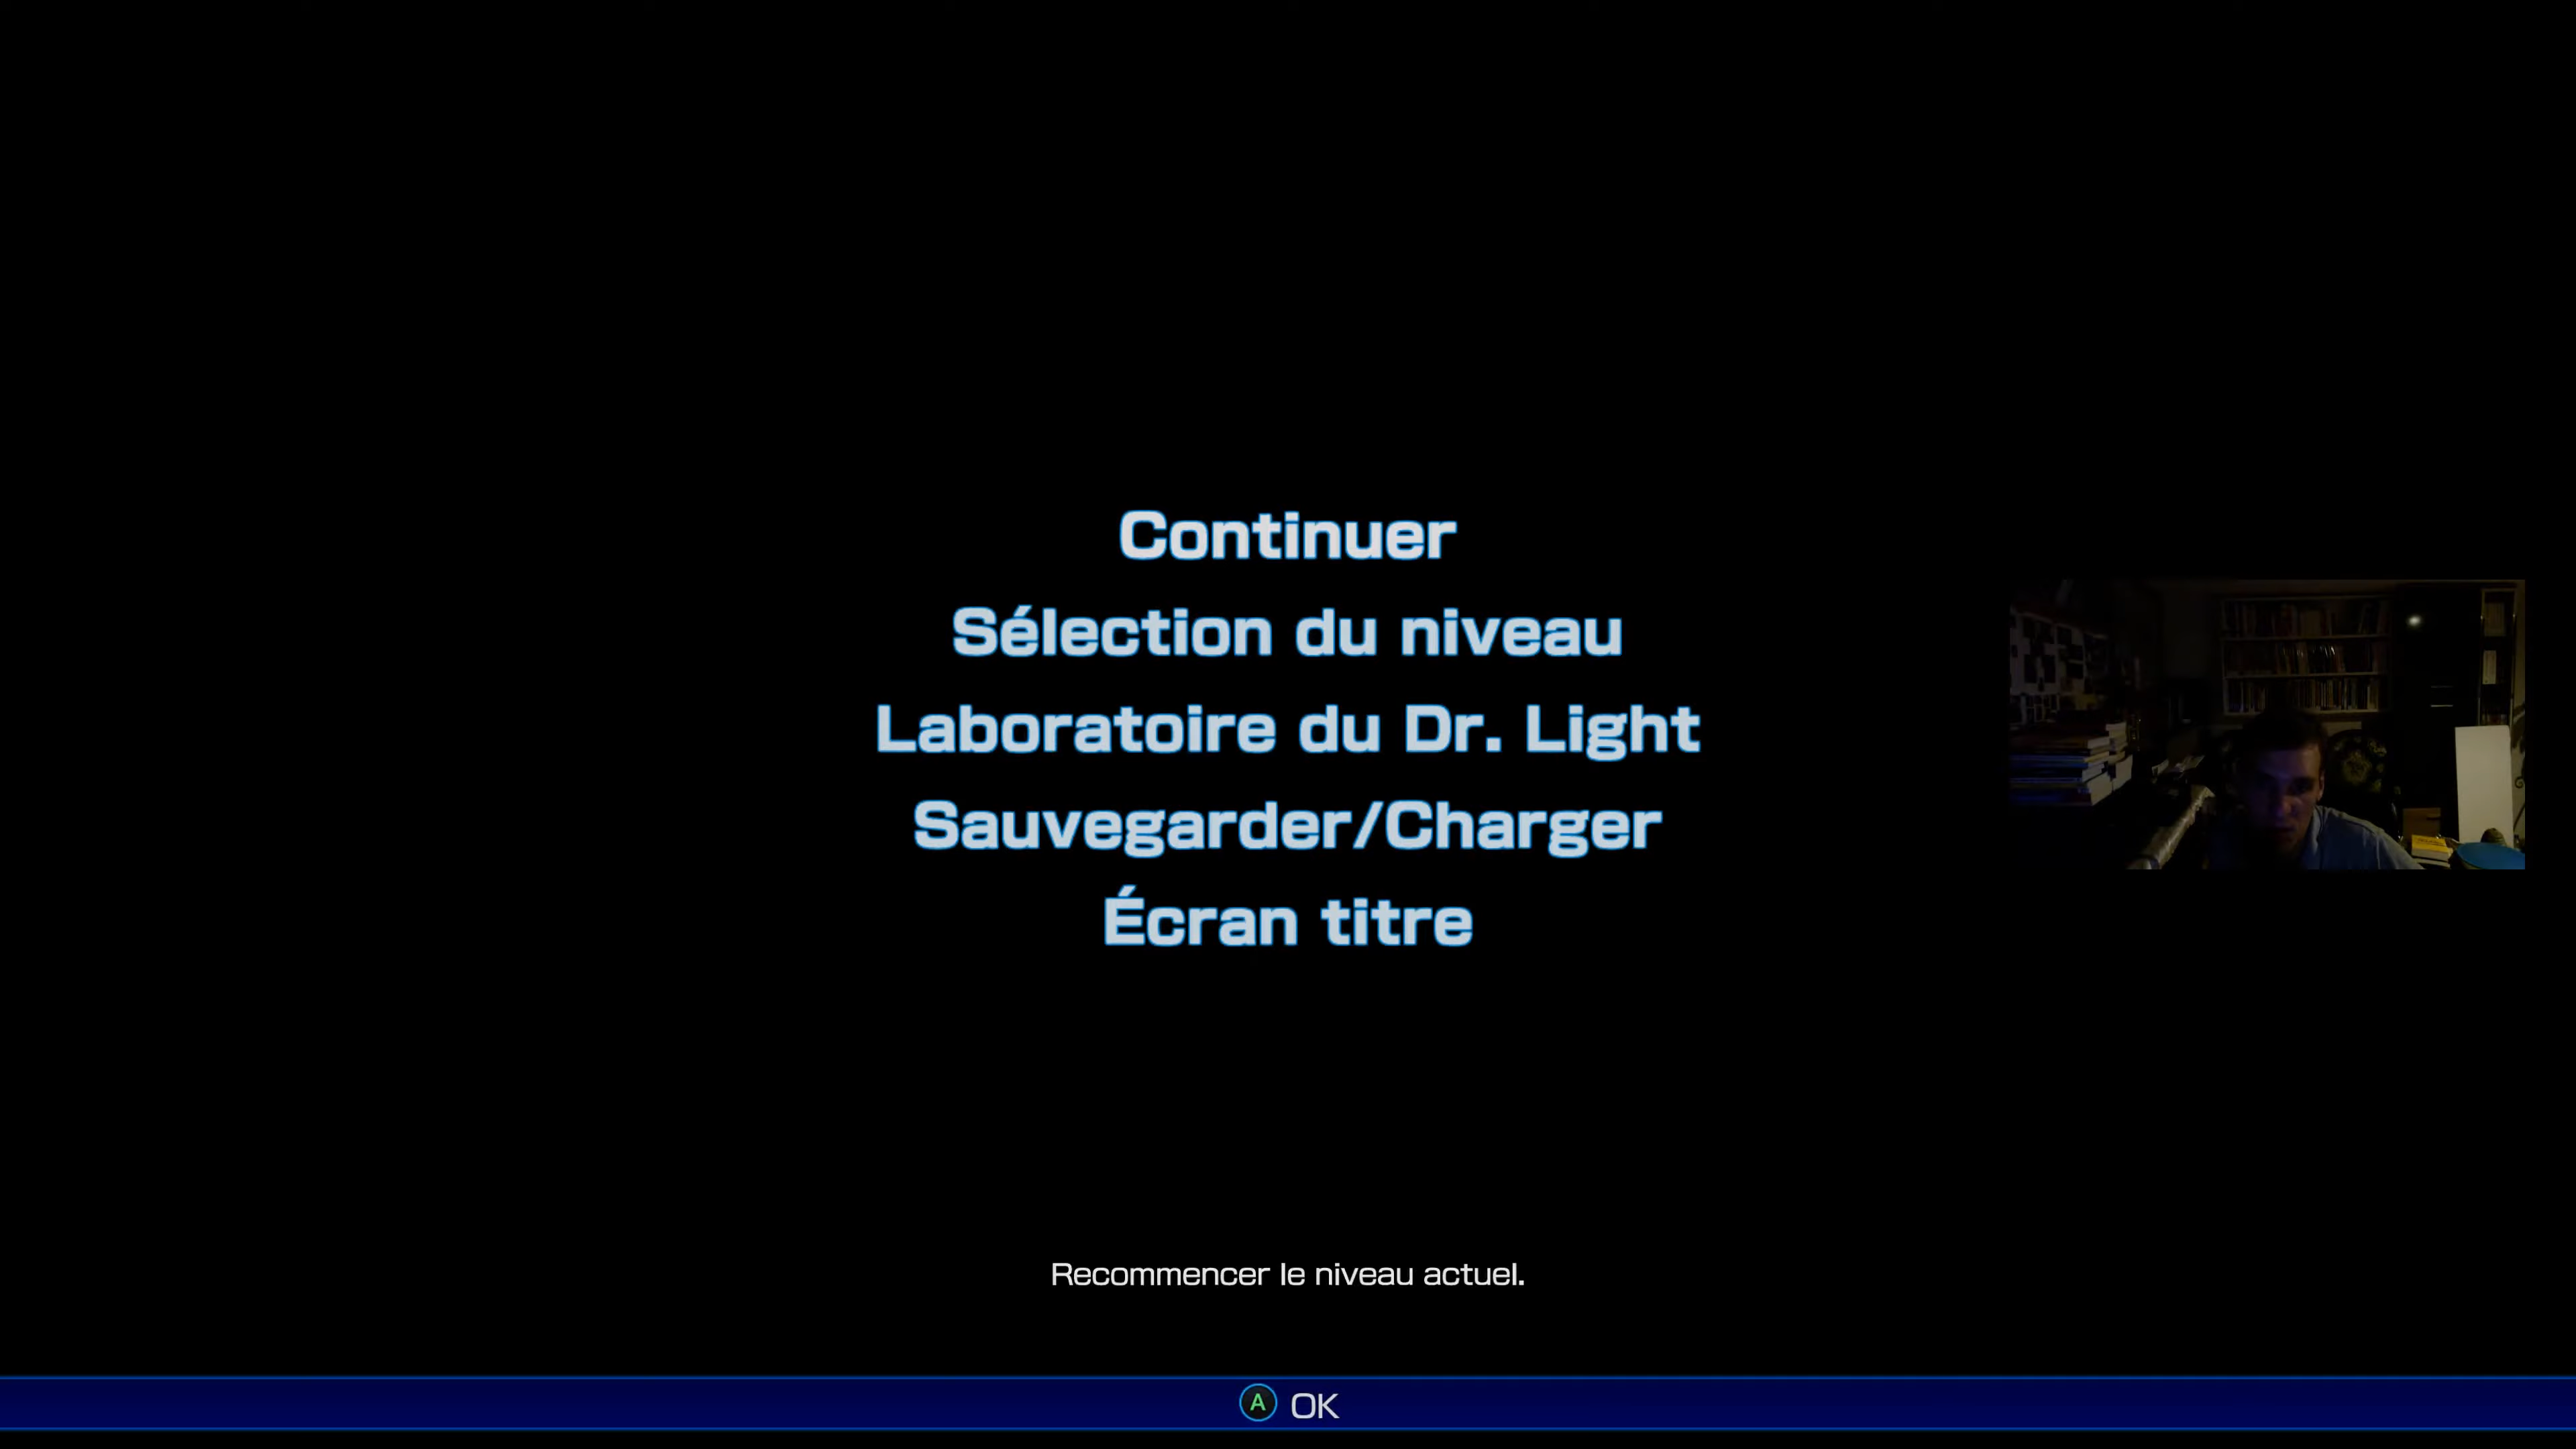 Continuer
Sélection du niveau
Laboratoire du Dr. Light
Sauvegarder/Charger
Écran titre
Recommencer le niveau actuel.
A OK